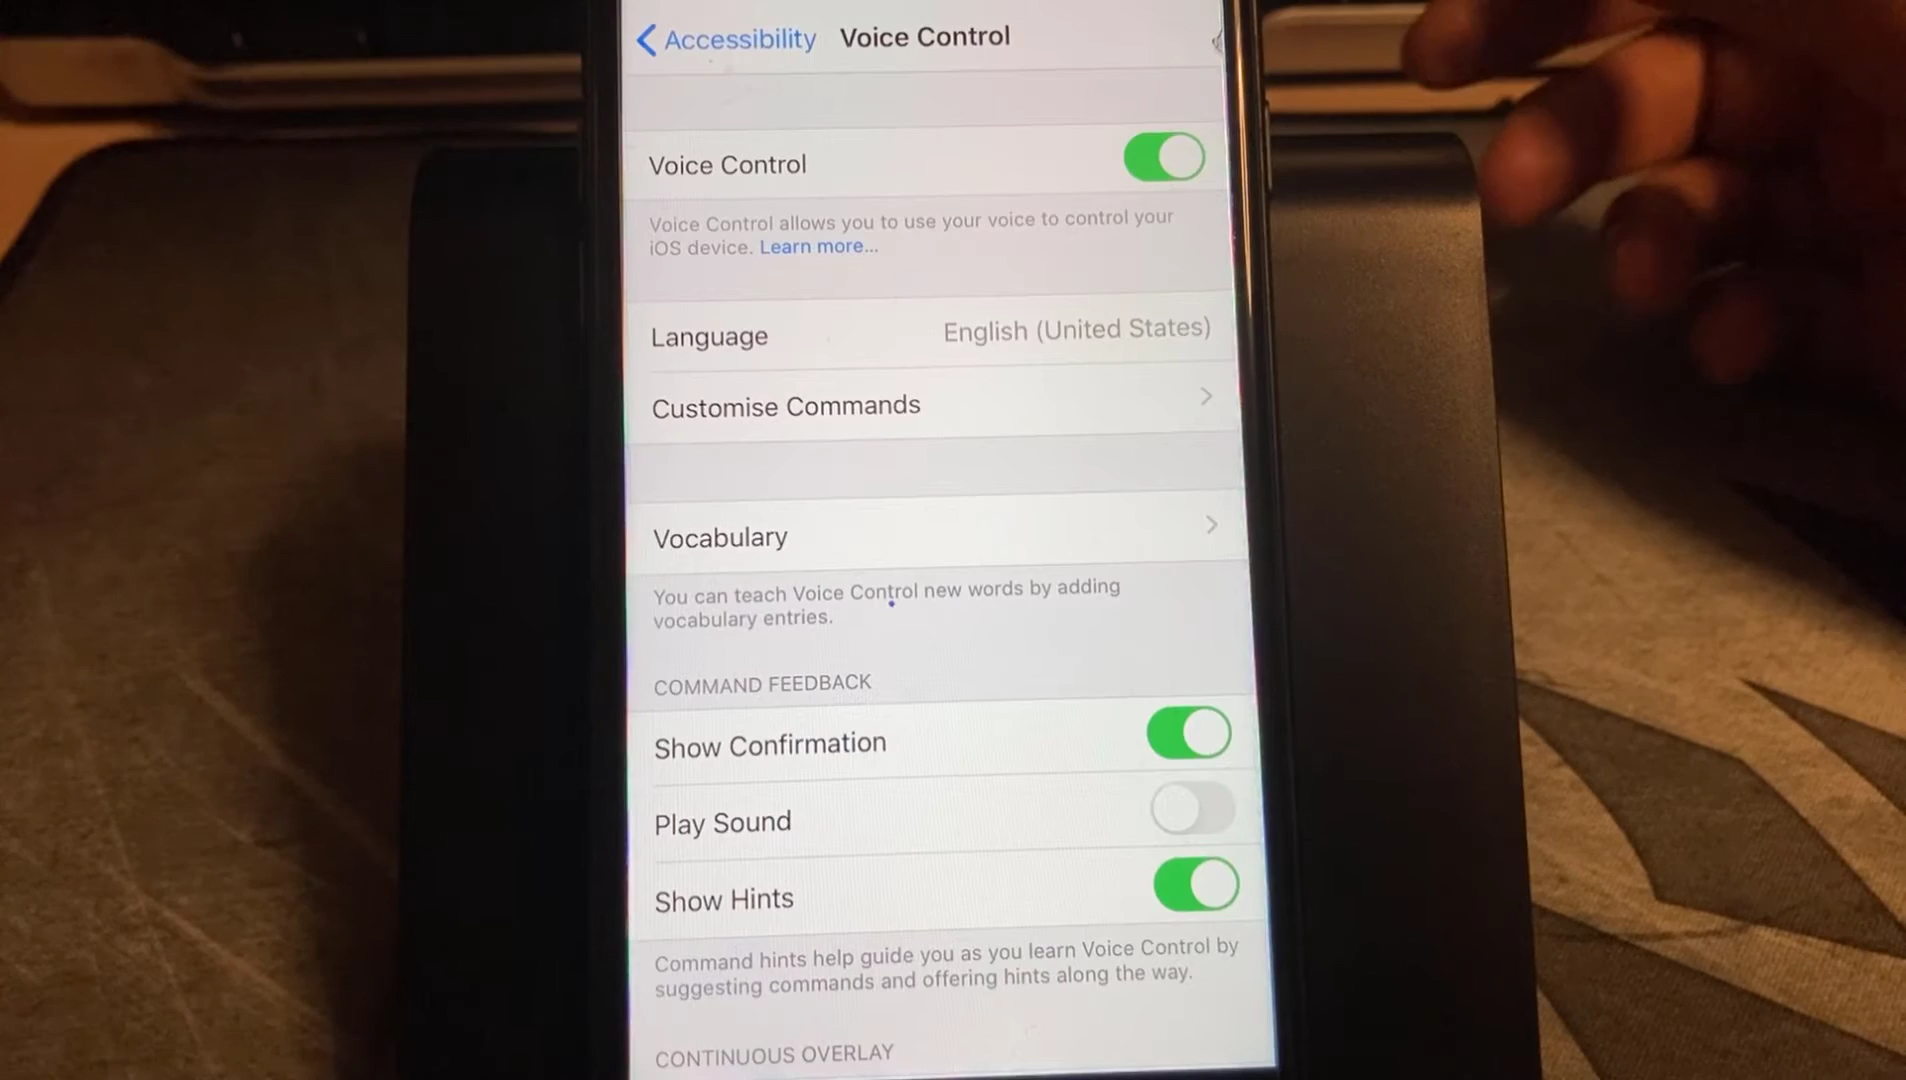 Accessibility Voice Control
Voice Control
Voice Control allows you to use your voice to control your
iOS device. Learn more...
Language English (United States)
Customise Commands
Vocabulary
You can teach Voice Control new words by adding
vocabulary entries.
COMMAND FEEDBACK
Show Confirmation
Play Sound
Show Hints
Command hints help guide you as you learn Voice Control by
suggesting commands and offering hints along the way.
CONTINUOUS OVERLAY